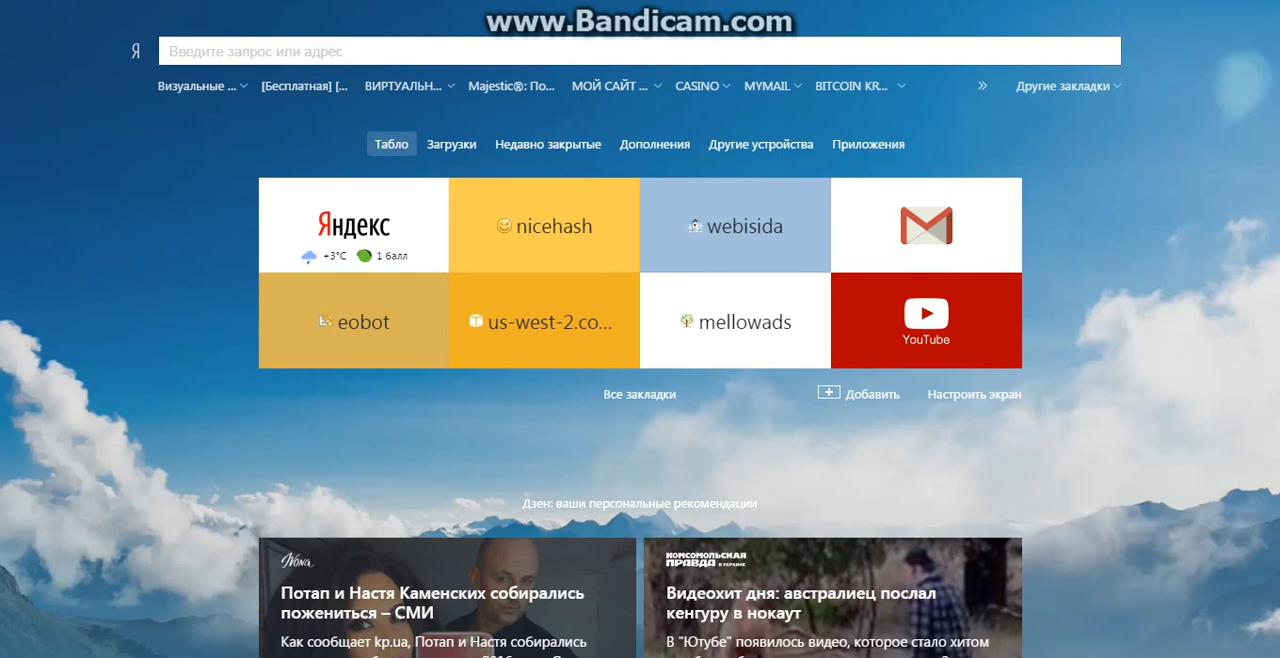 www.Bandicam.com
Я
Введите запрос или адрес
Визуальные ...
[Бесплатная] [...
ВИРТУАЛЬН...
Majestic®: По...
МОЙ САЙТ ...
CASINO
MYMAIL
BITCOIN KR...
»
Другие закладки
Табло
Загрузки
Недавно закрытые
Дополнения
Другие устройства
Приложения
Яндекс
+3°C
1 балл
nicehash
webisida
eobot
us-west-2.co...
mellowads
YouTube
Все закладки
Добавить
Настроить экран
Дзен: ваши персональные рекомендации
Nona
Потап и Настя Каменских собирались
пожениться – СМИ
Как сообщает kp.ua, Потап и Настя собирались
КОМСОМОЛЬСКАЯ
ПРАВДА В УКРАИНЕ
Видеохит дня: австралиец послал
кенгуру в нокаут
В "Ютубе" появилось видео, которое стало хитом